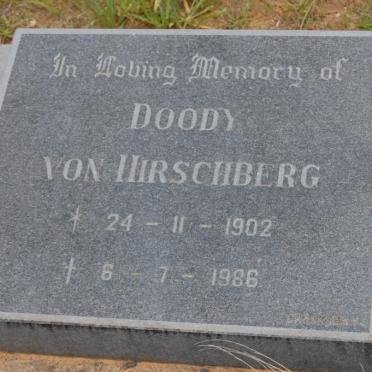 In Loving Memory of
DOODY
VON HIRSCHBERG
* 24 - 11 - 1902
† 6 - 7 - 1986